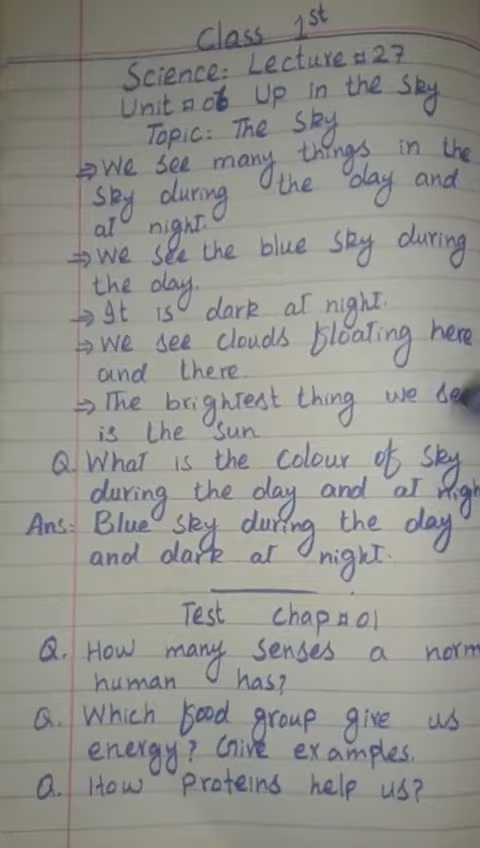 Class 1st
Science: Lecture # 27
Unit # 06 Up In the Sky
Topic: The Sky
⇒ We see many things in the
sky during the day and
at night.
⇒ We see the blue sky during
the day.
⇒ It is dark at night.
⇒ We see clouds floating here
and there
⇒ The brightest thing we see
is the sun
Q. What is the colour of sky
during the day and at nigh
Ans: Blue sky during the day
and dark at night.
Test Chap # 01
Q. How many senses a norm
human has?
Q. Which food group give us
energy? Give examples.
Q. How proteins help us?